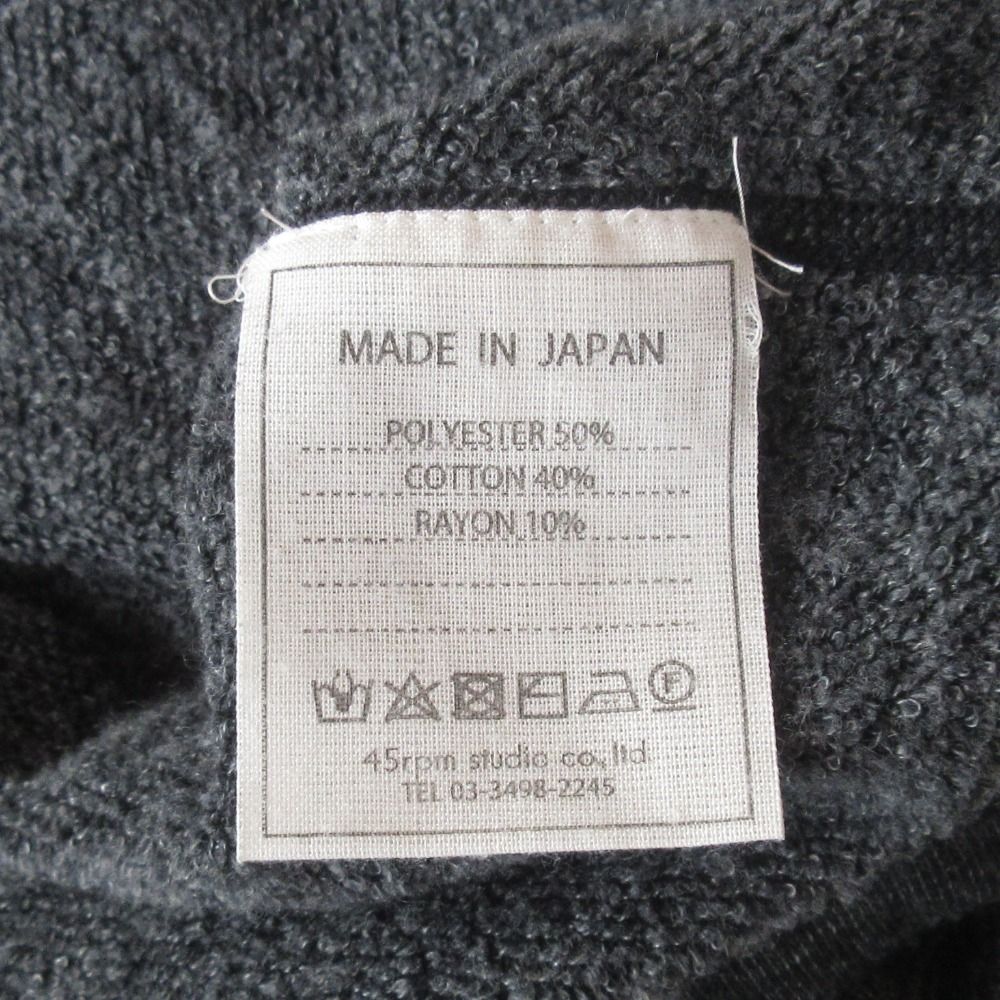 MADE IN JAPAN
POLYESTER 50%
COTTON 40%
RAYON 10%
F
45rpm studio co.,ltd
TEL 03-3498-2245